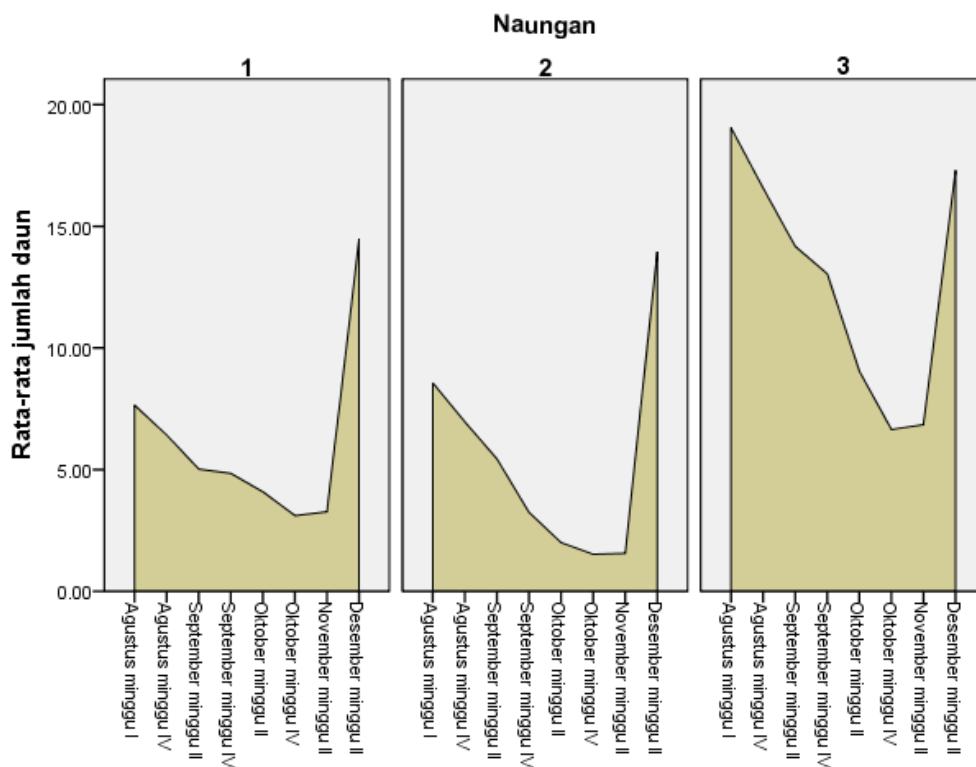 Naungan
1
2
3
Rata-rata jumlah daun
20.00
15.00
10.00
5.00
0.00
Agustus minggu I
Agustus minggu IV
September minggu II
September minggu IV
Oktober minggu II
Oktober minggu IV
November minggu II
Desember minggu II
Agustus minggu I
Agustus minggu IV
September minggu II
September minggu IV
Oktober minggu II
Oktober minggu IV
November minggu II
Desember minggu II
Agustus minggu I
Agustus minggu IV
September minggu II
September minggu IV
Oktober minggu II
Oktober minggu IV
November minggu II
Desember minggu II